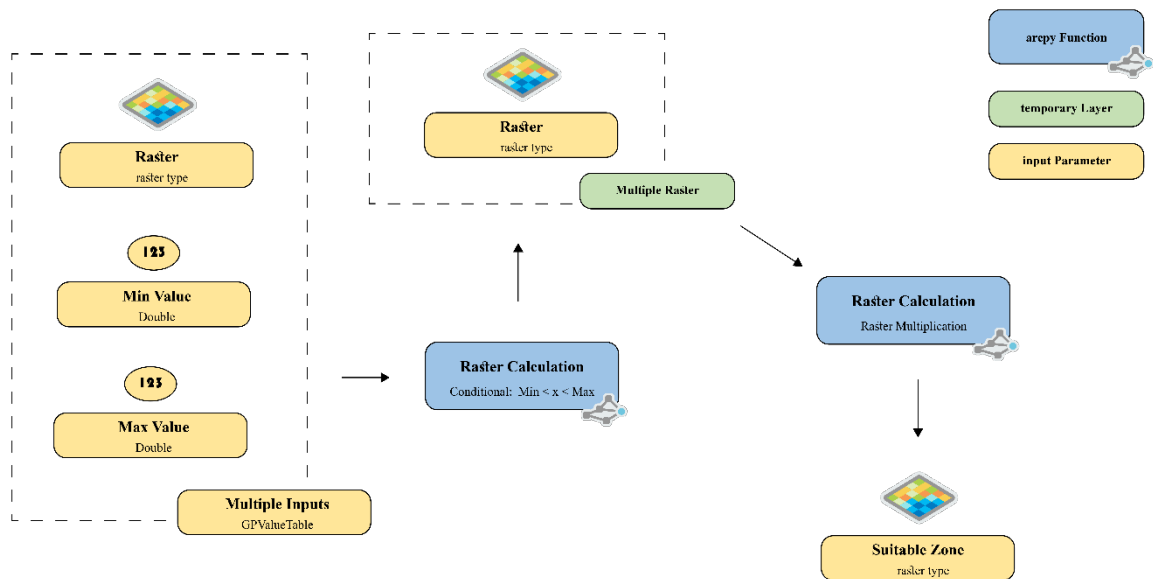 Raster
raster type
123
Min Value
Double
123
Max Value
Double
Multiple Inputs
GPValueTable
Raster
raster type
Multiple Raster
Raster Calculation
Conditional: Min < x < Max
Raster Calculation
Raster Multiplication
Suitable Zone
raster type
arcpy Function
temporary Layer
input Parameter